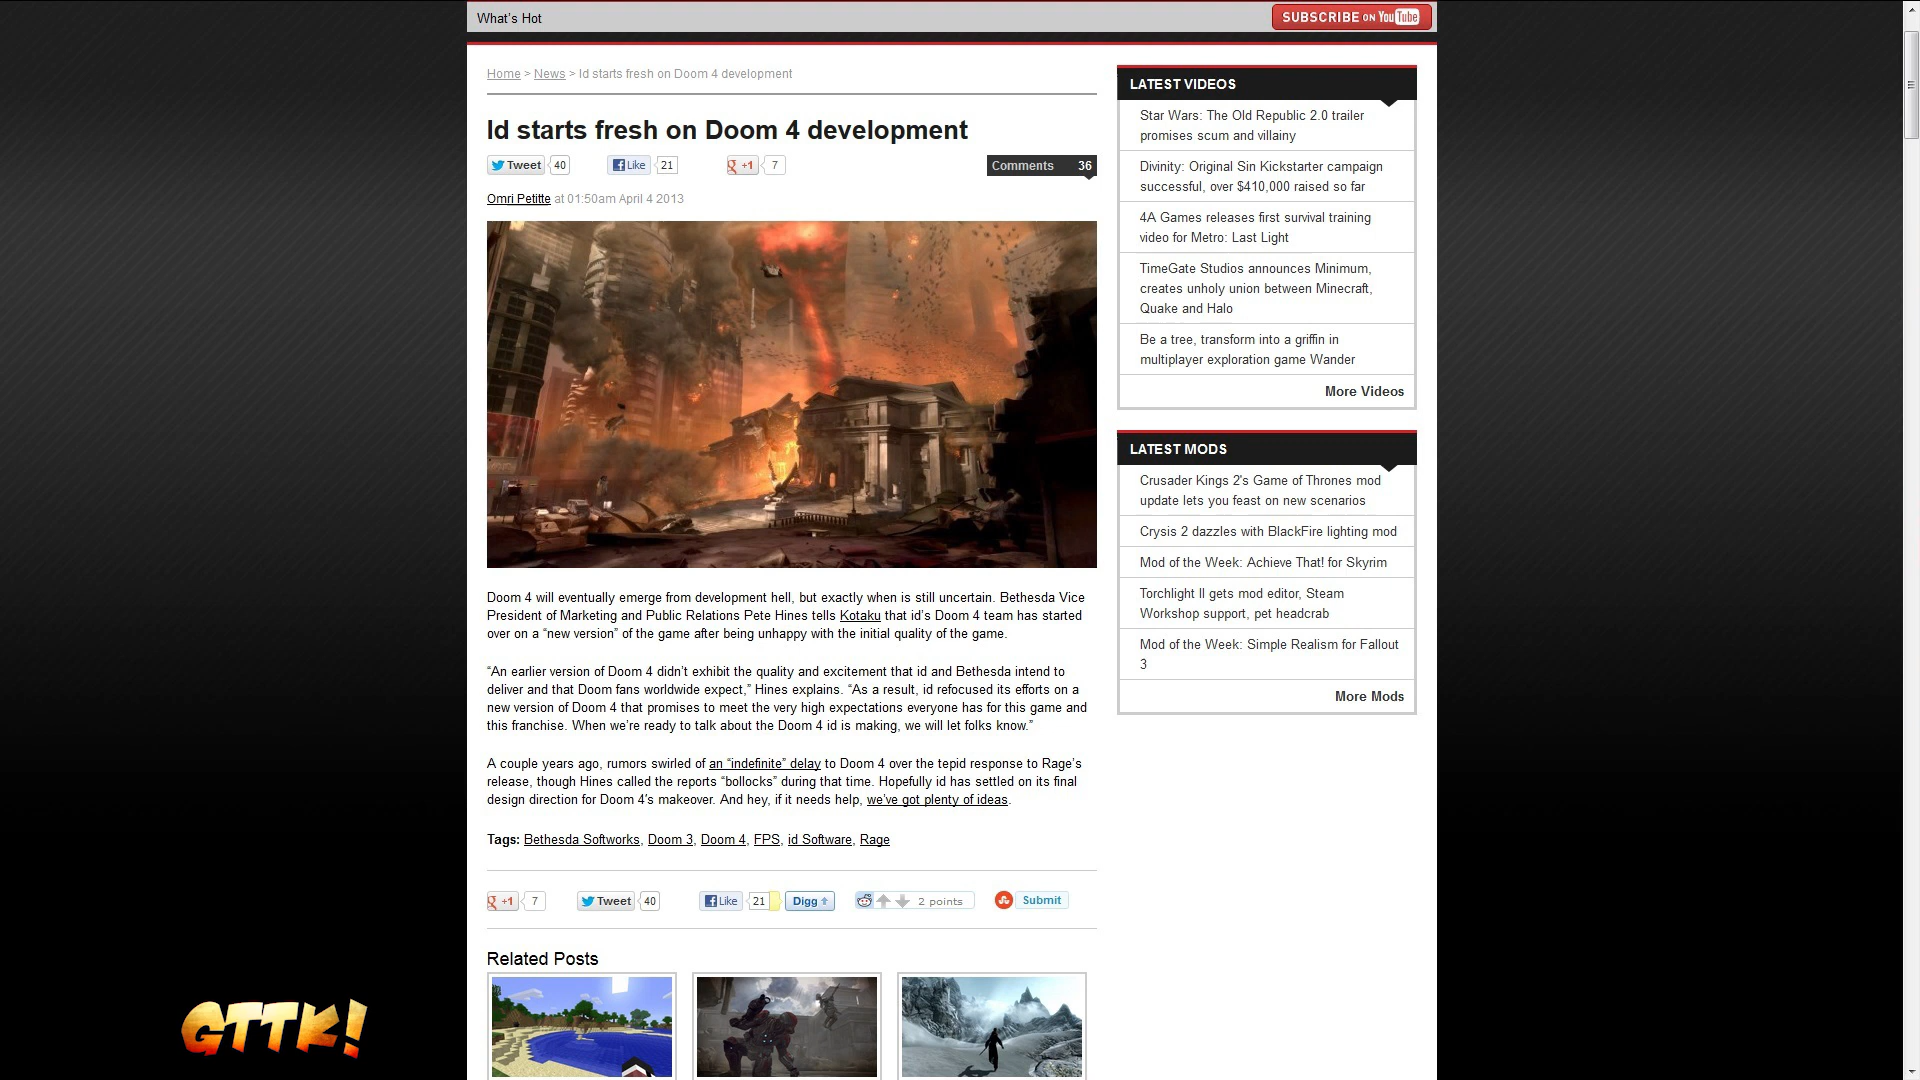 What's Hot
SUBSCRIBE ON YouTube
Home > News > Id starts fresh on Doom 4 development
Id starts fresh on Doom 4 development
Tweet 40 Like 21 +1 7 Comments 36
Omri Petitte at 01:50am April 4 2013
Doom 4 will eventually emerge from development hell, but exactly when is still uncertain. Bethesda Vice
President of Marketing and Public Relations Pete Hines tells Kotaku that id's Doom 4 team has started
over on a “new version” of the game after being unhappy with the initial quality of the game.
“An earlier version of Doom 4 didn't exhibit the quality and excitement that id and Bethesda intend to
deliver and that Doom fans worldwide expect,” Hines explains. “As a result, id refocused its efforts on a
new version of Doom 4 that promises to meet the very high expectations everyone has for this game and
this franchise. When we're ready to talk about the Doom 4 id is making, we will let folks know.”
A couple years ago, rumors swirled of an “indefinite” delay to Doom 4 over the tepid response to Rage's
release, though Hines called the reports “bollocks” during that time. Hopefully id has settled on its final
design direction for Doom 4's makeover. And hey, if it needs help, we've got plenty of ideas.
Tags: Bethesda Softworks, Doom 3, Doom 4, FPS, id Software, Rage
g +1 7 Tweet 40 Like 21 Digg 2 points Submit
Related Posts
LATEST VIDEOS
Star Wars: The Old Republic 2.0 trailer
promises scum and villainy
Divinity: Original Sin Kickstarter campaign
successful, over $410,000 raised so far
4A Games releases first survival training
video for Metro: Last Light
TimeGate Studios announces Minimum,
creates unholy union between Minecraft,
Quake and Halo
Be a tree, transform into a griffin in
multiplayer exploration game Wander
More Videos
LATEST MODS
Crusader Kings 2's Game of Thrones mod
update lets you feast on new scenarios
Crysis 2 dazzles with BlackFire lighting mod
Mod of the Week: Achieve That! for Skyrim
Torchlight II gets mod editor, Steam
Workshop support, pet headcrab
Mod of the Week: Simple Realism for Fallout
3
More Mods
GTTK!